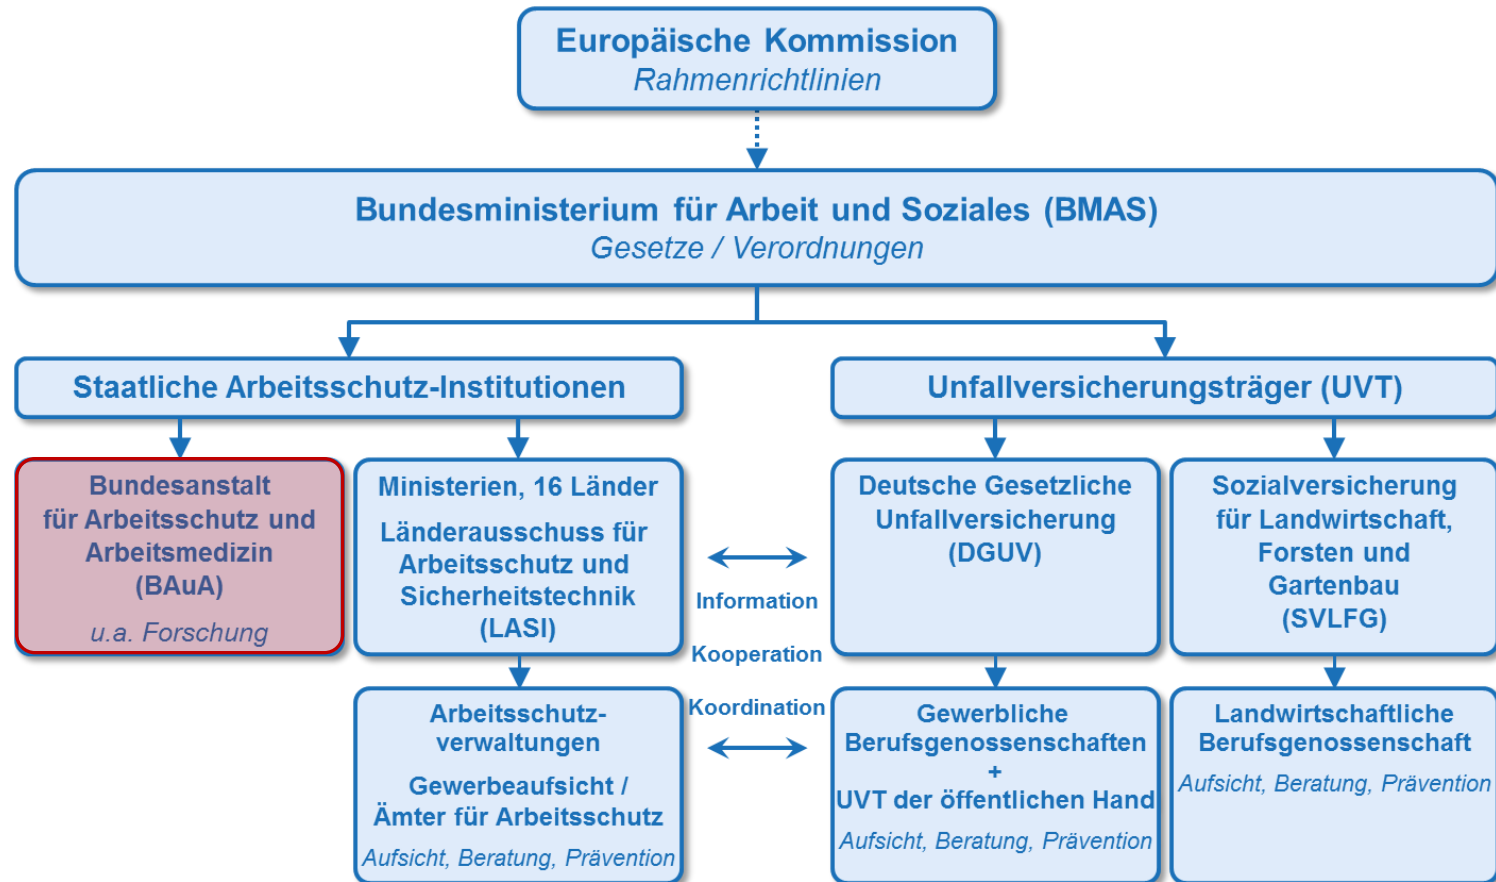 Europäische Kommission
Rahmenrichtlinien
Bundesministerium für Arbeit und Soziales (BMAS)
Gesetze / Verordnungen
Staatliche Arbeitsschutz-Institutionen
Unfallversicherungsträger (UVT)
Bundesanstalt
für Arbeitsschutz und
Arbeitsmedizin
(BAuA)
u.a. Forschung
Ministerien, 16 Länder
Länderausschuss für
Arbeitsschutz und
Sicherheitstechnik
(LASI)
Information
Kooperation
Koordination
Deutsche Gesetzliche
Unfallversicherung
(DGUV)
Sozialversicherung
für Landwirtschaft,
Forsten und
Gartenbau
(SVLFG)
Arbeitsschutz-
verwaltungen
Gewerbeaufsicht /
Ämter für Arbeitsschutz
Aufsicht, Beratung, Prävention
Gewerbliche
Berufsgenossenschaften
+
UVT der öffentlichen Hand
Aufsicht, Beratung, Prävention
Landwirtschaftliche
Berufsgenossenschaft
Aufsicht, Beratung, Prävention